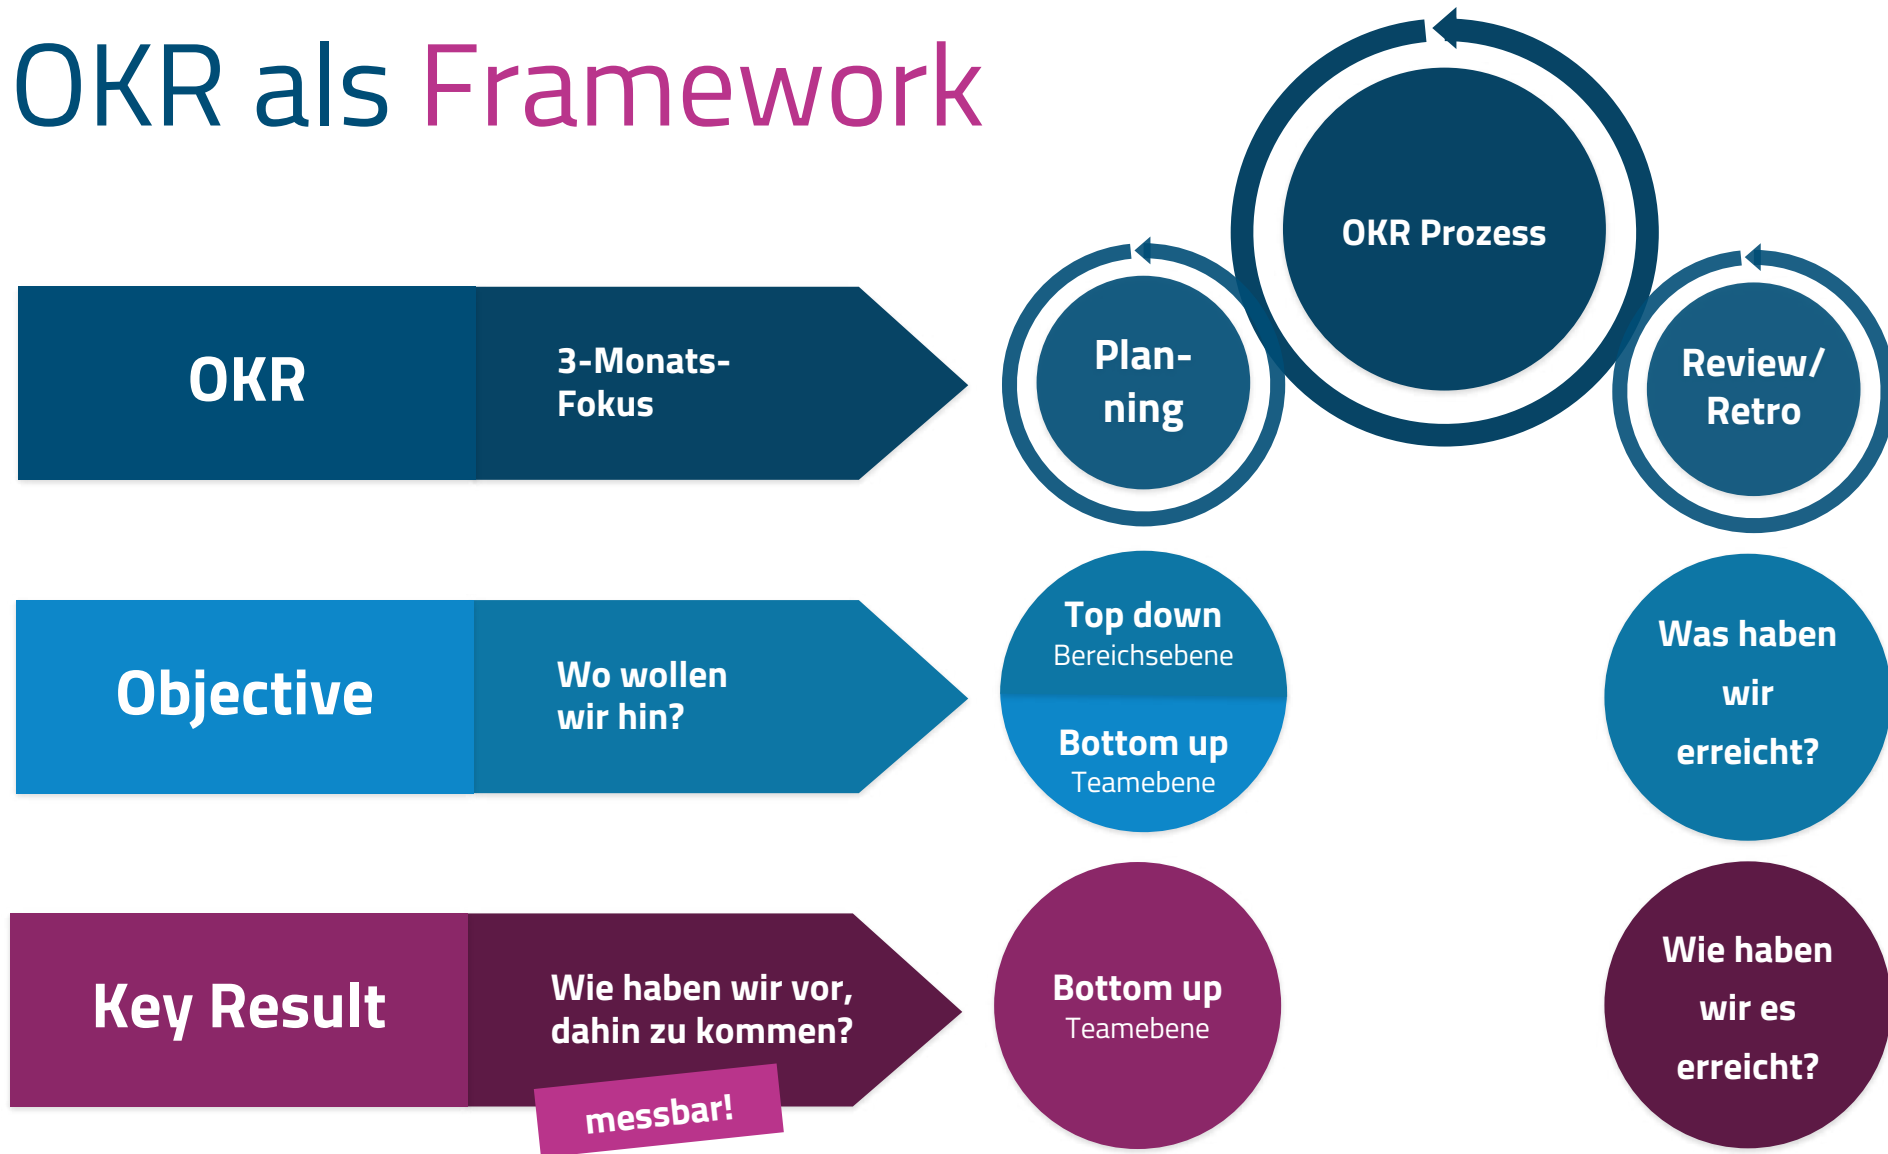 OKR als Framework
OKR Prozess
OKR
3-Monats-
Fokus
Plan-
ning
Review/
Retro
Objective
Wo wollen
wir hin?
Top down
Bereichsebene
Bottom up
Teamebene
Was haben
wir
erreicht?
Key Result
Wie haben wir vor,
dahin zu kommen?
messbar!
Bottom up
Teamebene
Wie haben
wir es
erreicht?